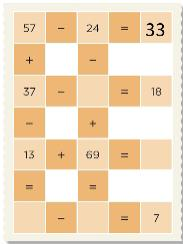 57 - 24 = 33
+ -
37 - = 18
- +
13 + 69 =
= =
- = 7